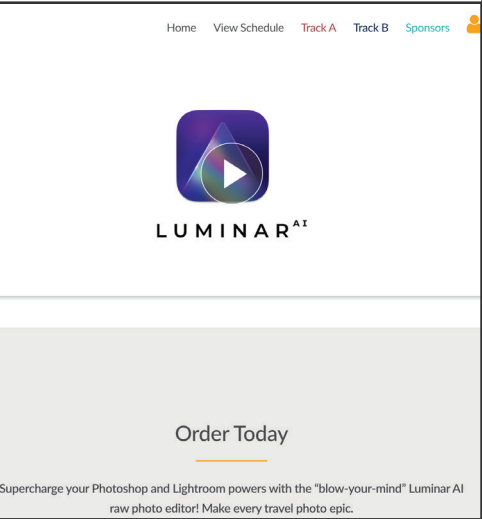 Home View Schedule Track A Track B Sponsors
LUMINAR AI
Order Today
Supercharge your Photoshop and Lightroom powers with the “blow-your-mind” Luminar AI
raw photo editor! Make every travel photo epic.